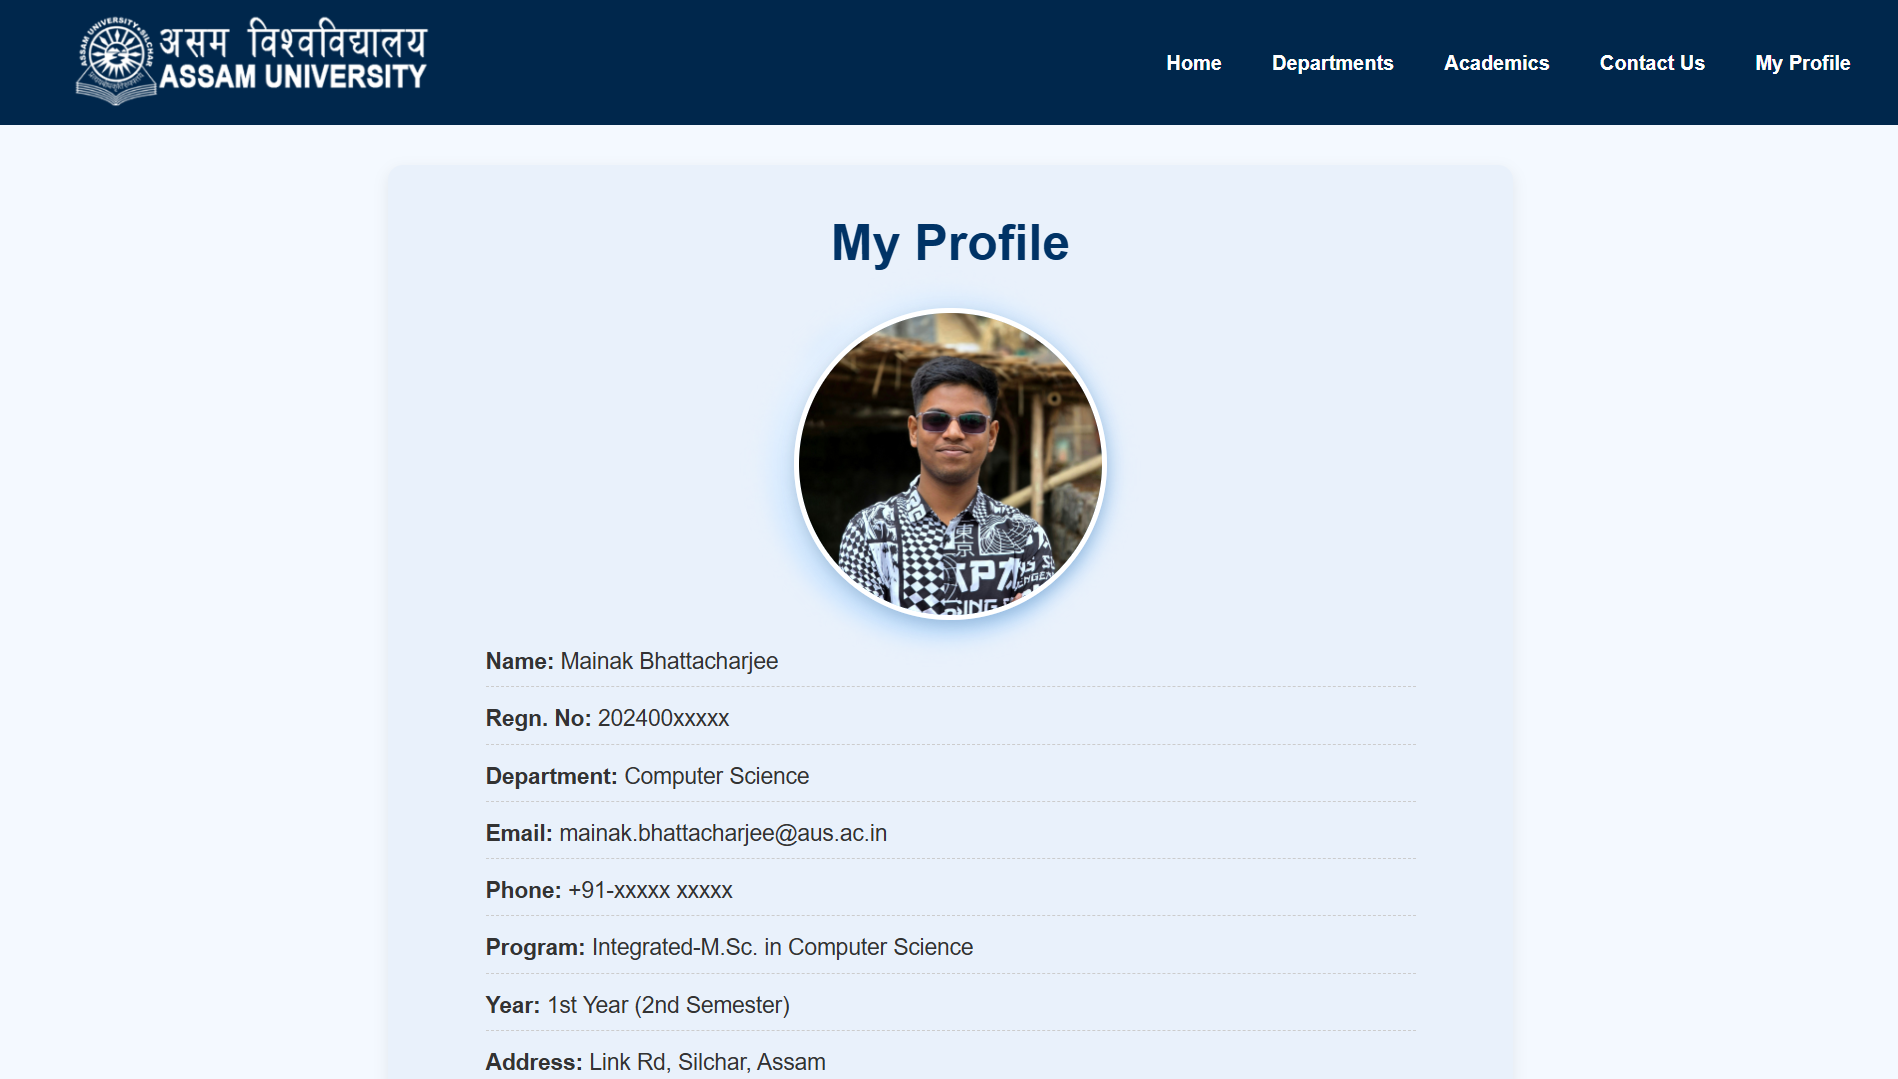 असम विश्वविद्यालय
ASSAM UNIVERSITY
ASSAM UNIVERSITY SILCHAR
Home Departments Academics Contact Us My Profile
My Profile
東京
Name: Mainak Bhattacharjee
Regn. No: 202400xxxxx
Department: Computer Science
Email: mainak.bhattacharjee@aus.ac.in
Phone: +91-xxxxx xxxxx
Program: Integrated-M.Sc. in Computer Science
Year: 1st Year (2nd Semester)
Address: Link Rd, Silchar, Assam